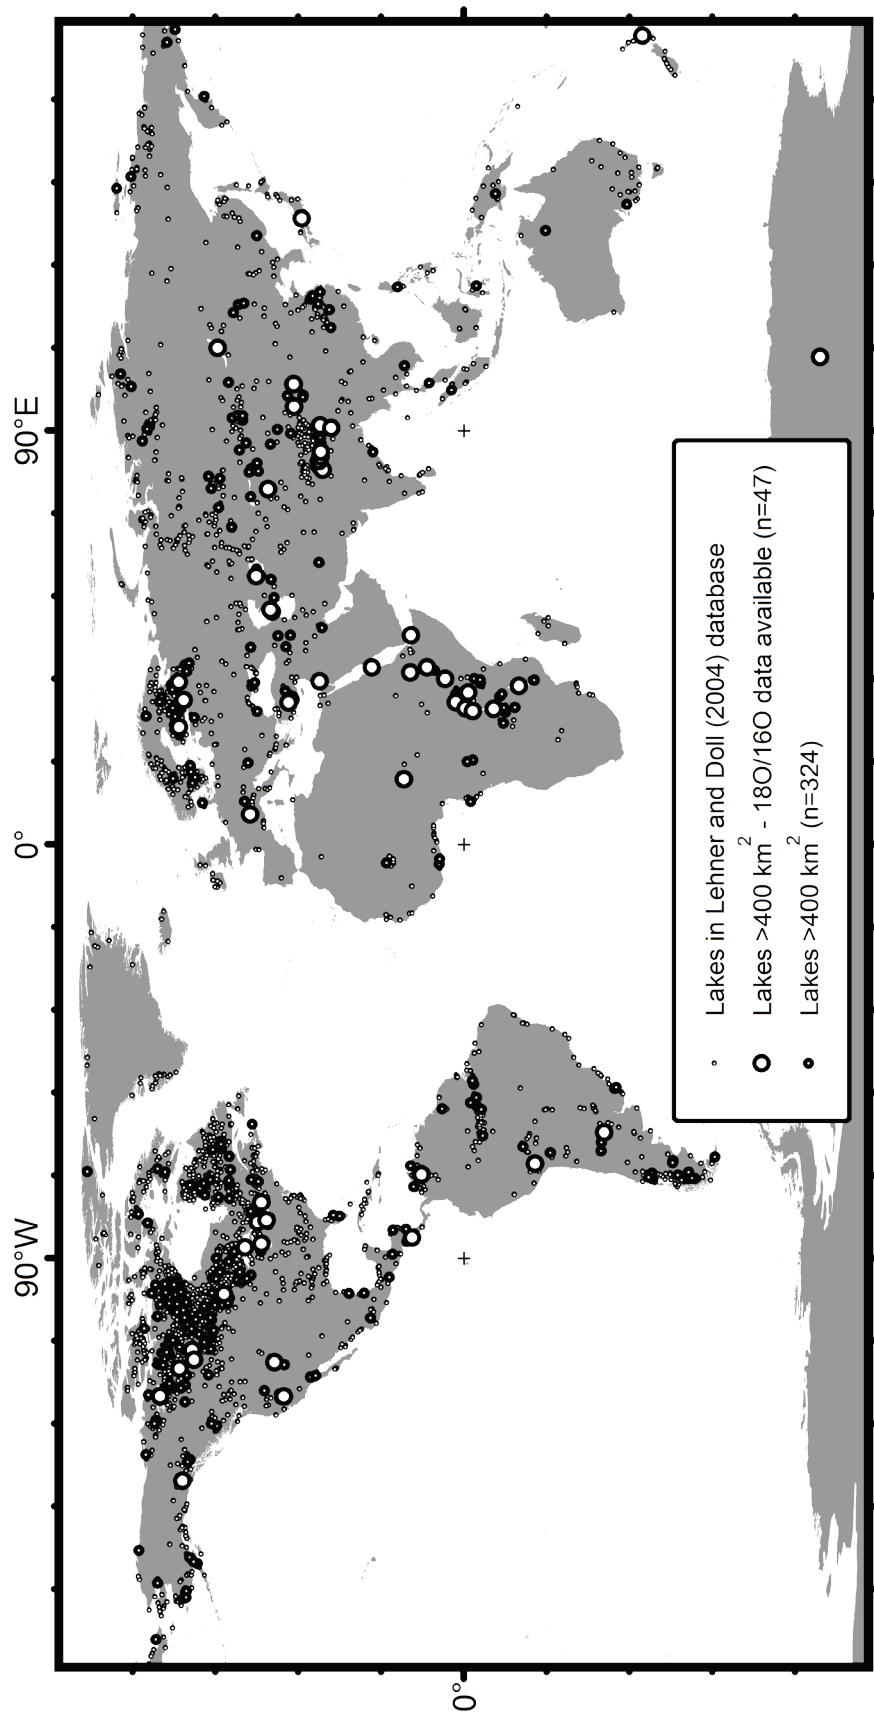 90°W
0°
90°E
0°
Lakes in Lehner and Doll (2004) database
Lakes >400 km² - 18O/16O data available (n=47)
Lakes >400 km² (n=324)